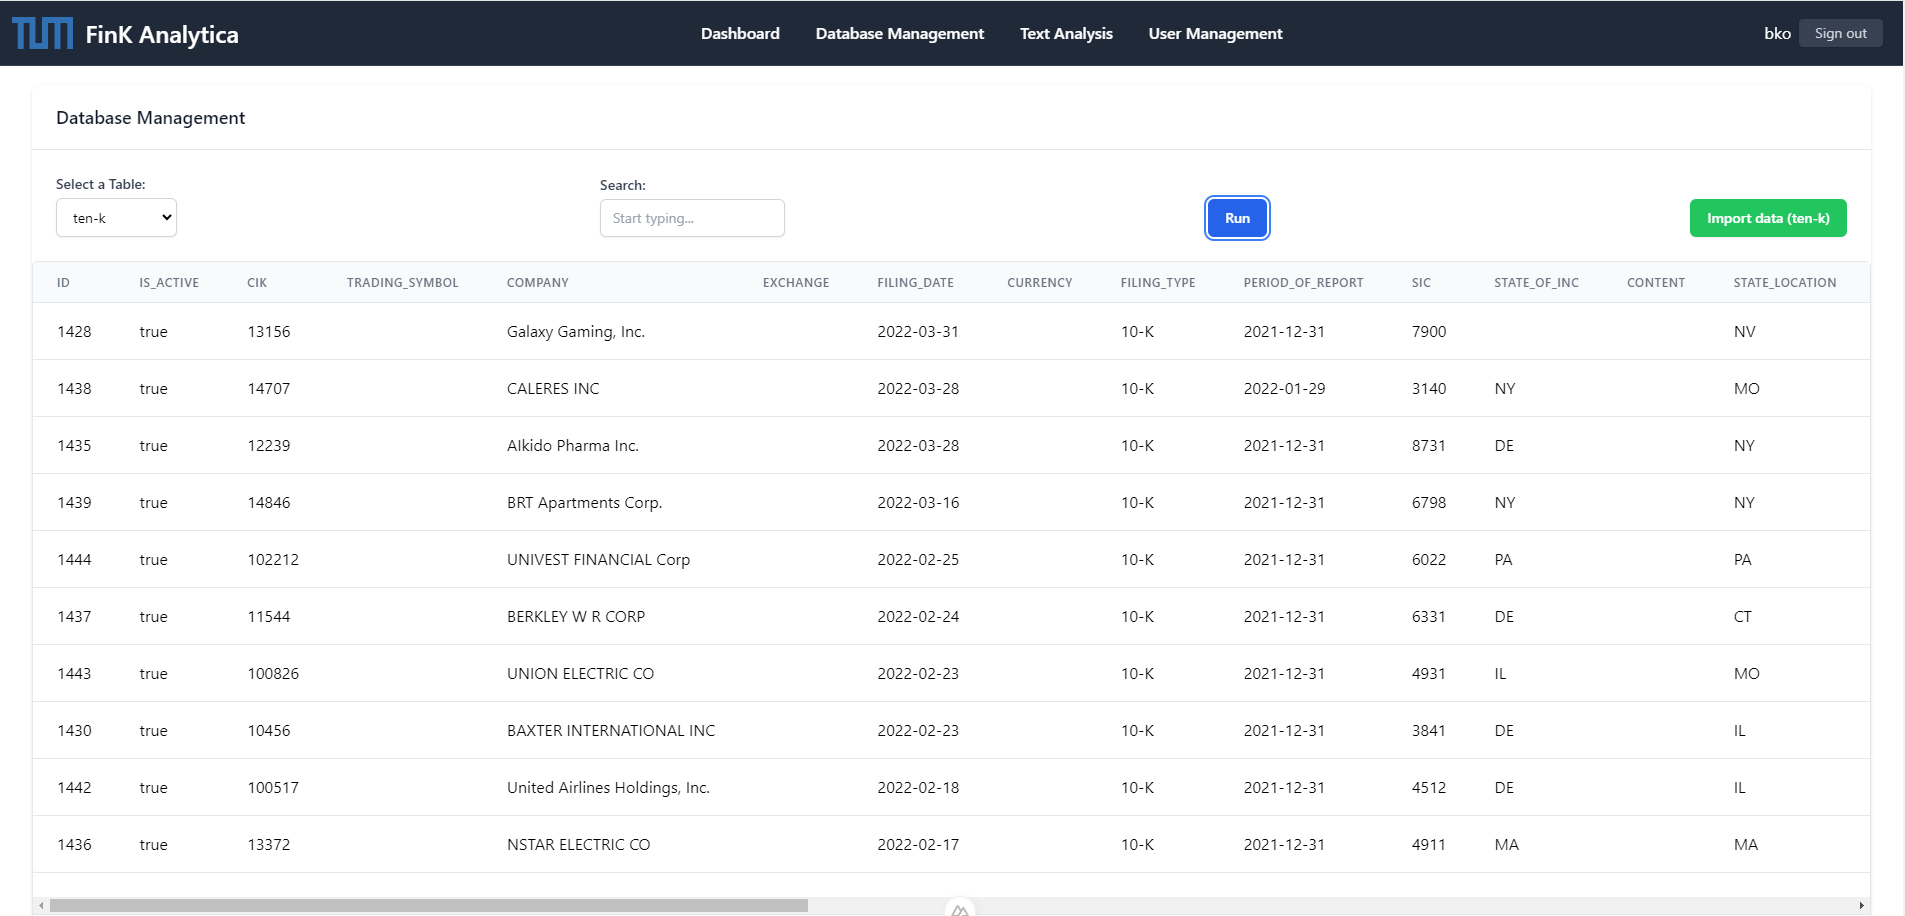 TUM FinK Analytica Dashboard Database Management Text Analysis User Management bko Sign out
Database Management
Select a Table: Search:
ten-k Start typing... Run Import data (ten-k)
ID IS_ACTIVE CIK TRADING_SYMBOL COMPANY EXCHANGE FILING_DATE CURRENCY FILING_TYPE PERIOD_OF_REPORT SIC STATE_OF_INC CONTENT STATE_LOCATION
1428 true 13156 Galaxy Gaming, Inc. 2022-03-31 10-K 2021-12-31 7900 NV
1438 true 14707 CALERES INC 2022-03-28 10-K 2022-01-29 3140 NY MO
1435 true 12239 AIkido Pharma Inc. 2022-03-28 10-K 2021-12-31 8731 DE NY
1439 true 14846 BRT Apartments Corp. 2022-03-16 10-K 2021-12-31 6798 NY NY
1444 true 102212 UNIVEST FINANCIAL Corp 2022-02-25 10-K 2021-12-31 6022 PA PA
1437 true 11544 BERKLEY W R CORP 2022-02-24 10-K 2021-12-31 6331 DE CT
1443 true 100826 UNION ELECTRIC CO 2022-02-23 10-K 2021-12-31 4931 IL MO
1430 true 10456 BAXTER INTERNATIONAL INC 2022-02-23 10-K 2021-12-31 3841 DE IL
1442 true 100517 United Airlines Holdings, Inc. 2022-02-18 10-K 2021-12-31 4512 DE IL
1436 true 13372 NSTAR ELECTRIC CO 2022-02-17 10-K 2021-12-31 4911 MA MA